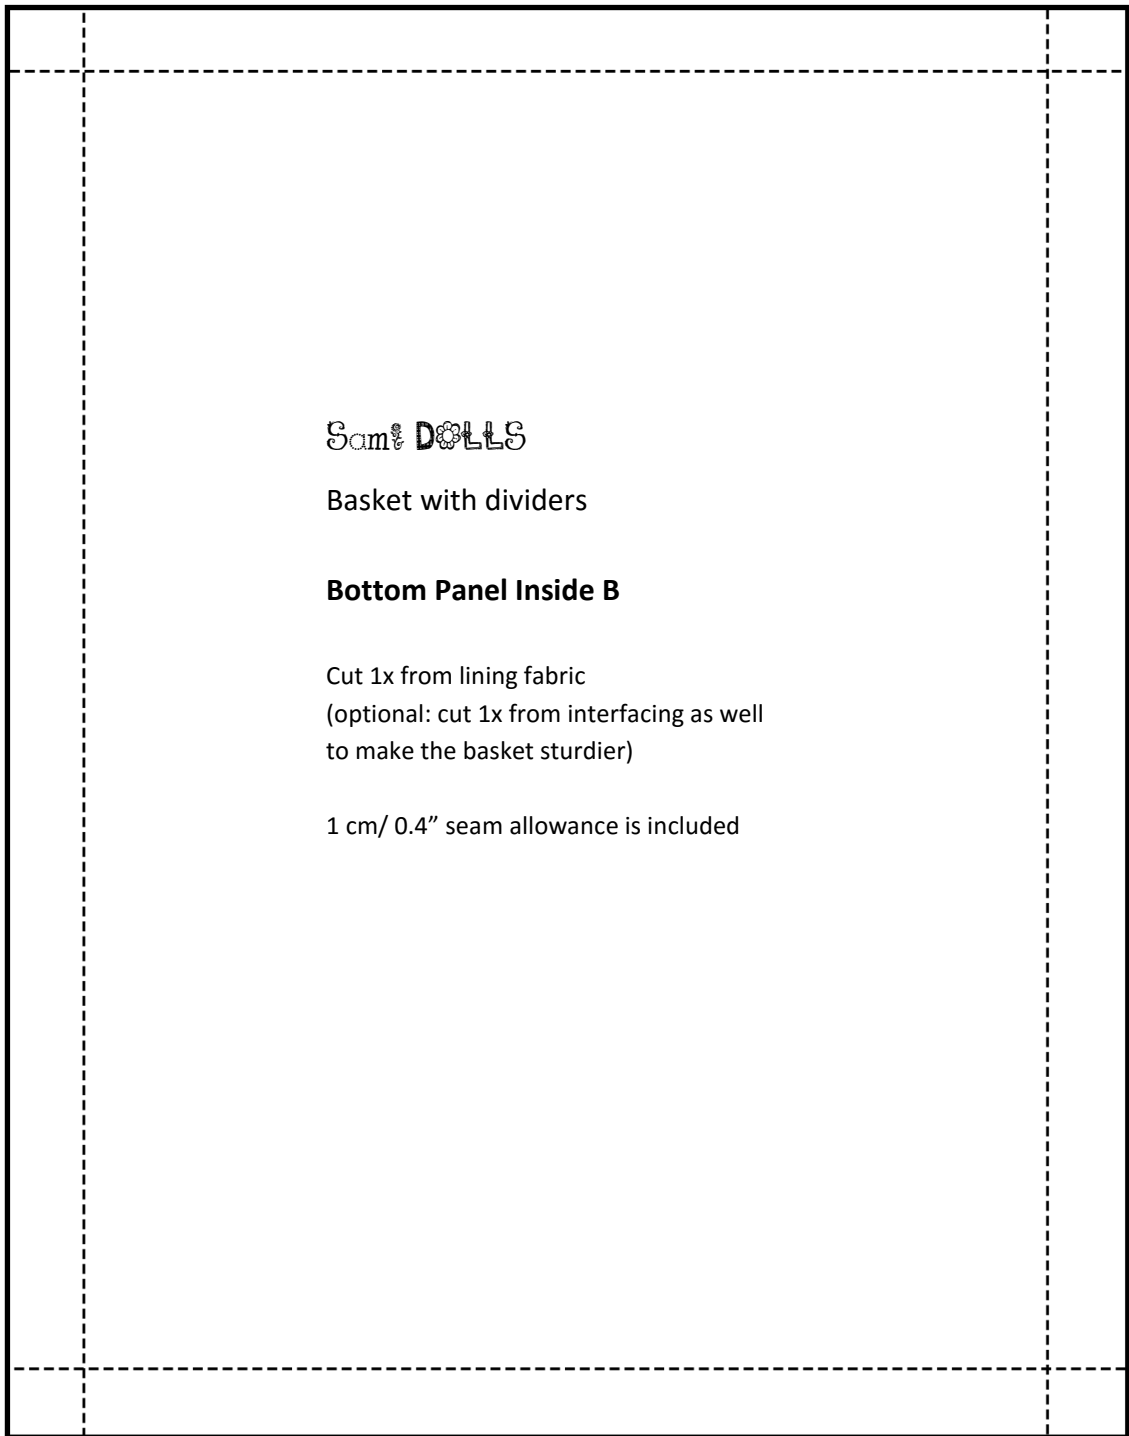 Sami DOLLS
Basket with dividers
Bottom Panel Inside B
Cut 1x from lining fabric
(optional: cut 1x from interfacing as well
to make the basket sturdier)
1 cm/ 0.4” seam allowance is included